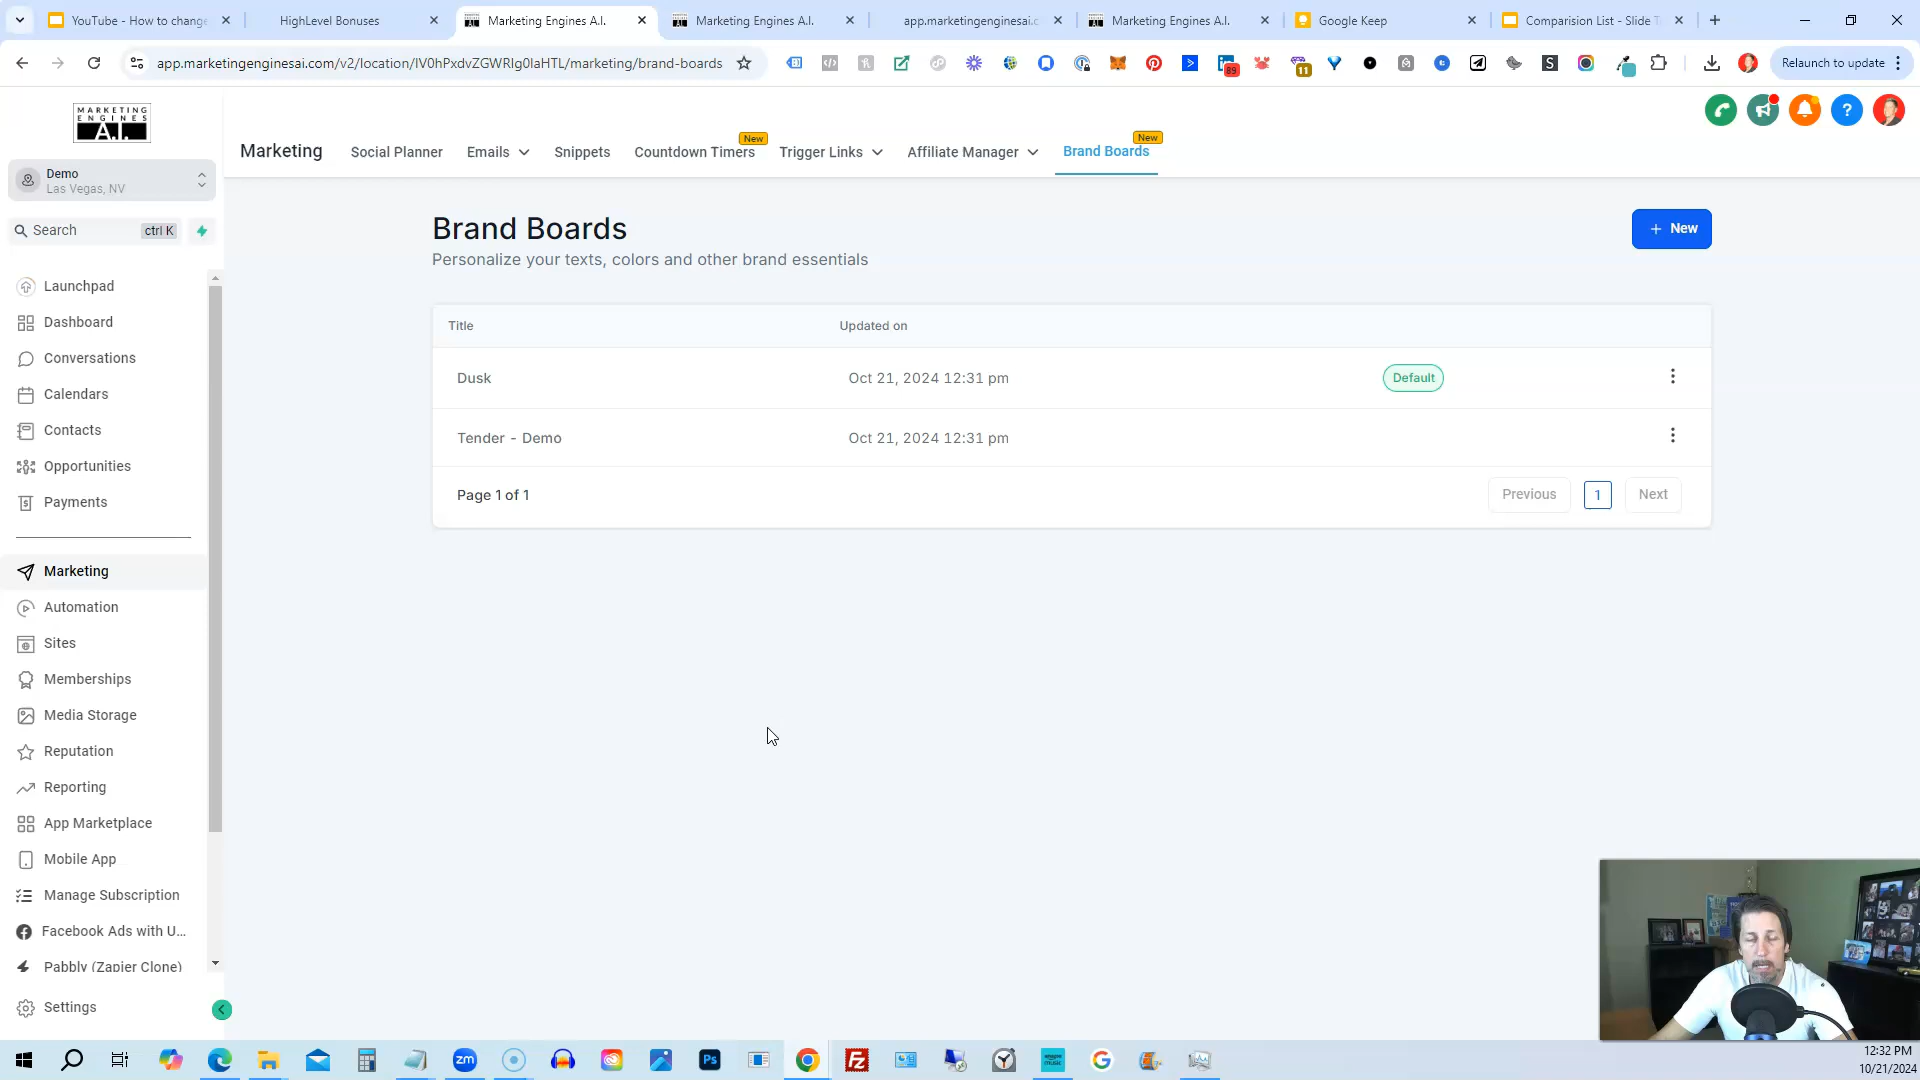 YouTube - How to change
HighLevel Bonuses
Marketing Engines A.I.
Marketing Engines A.I.
app.marketingenginesai.c
Marketing Engines A.I.
Google Keep
Comparision List - Slide T
app.marketingenginesai.com/v2/location/lV0hPxdvZGWRlg0laHTL/marketing/brand-boards
89
11
Relaunch to update
MARKETING
ENGINES
A.I.
Demo
Las Vegas, NV
Search
ctrl K
Marketing
Social Planner
Emails
Snippets
Countdown Timers
New
Trigger Links
Affiliate Manager
Brand Boards
New
Launchpad
Dashboard
Conversations
Calendars
Contacts
Opportunities
Payments
Marketing
Automation
Sites
Memberships
Media Storage
Reputation
Reporting
App Marketplace
Mobile App
Manage Subscription
Facebook Ads with U...
Pabbly (Zapier Clone)
Settings
Brand Boards
Personalize your texts, colors and other brand essentials
+ New
Title
Updated on
Dusk
Oct 21, 2024 12:31 pm
Default
Tender - Demo
Oct 21, 2024 12:31 pm
Page 1 of 1
Previous
1
Next
zm
Ps
12:32 PM
10/21/2024